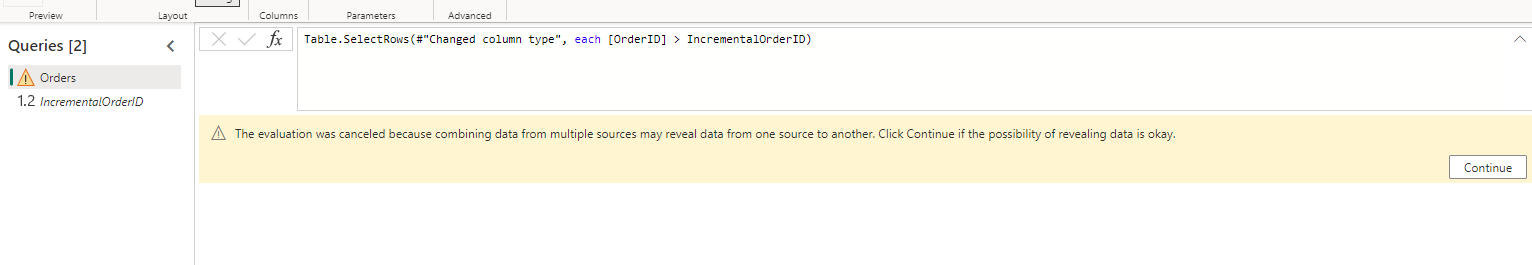 Preview
Layout
Columns
Parameters
Advanced
Queries [2]
fx
Table.SelectRows(#"Changed column type", each [OrderID] > IncrementalOrderID)
Orders
1.2 IncrementalOrderID
The evaluation was canceled because combining data from multiple sources may reveal data from one source to another. Click Continue if the possibility of revealing data is okay.
Continue